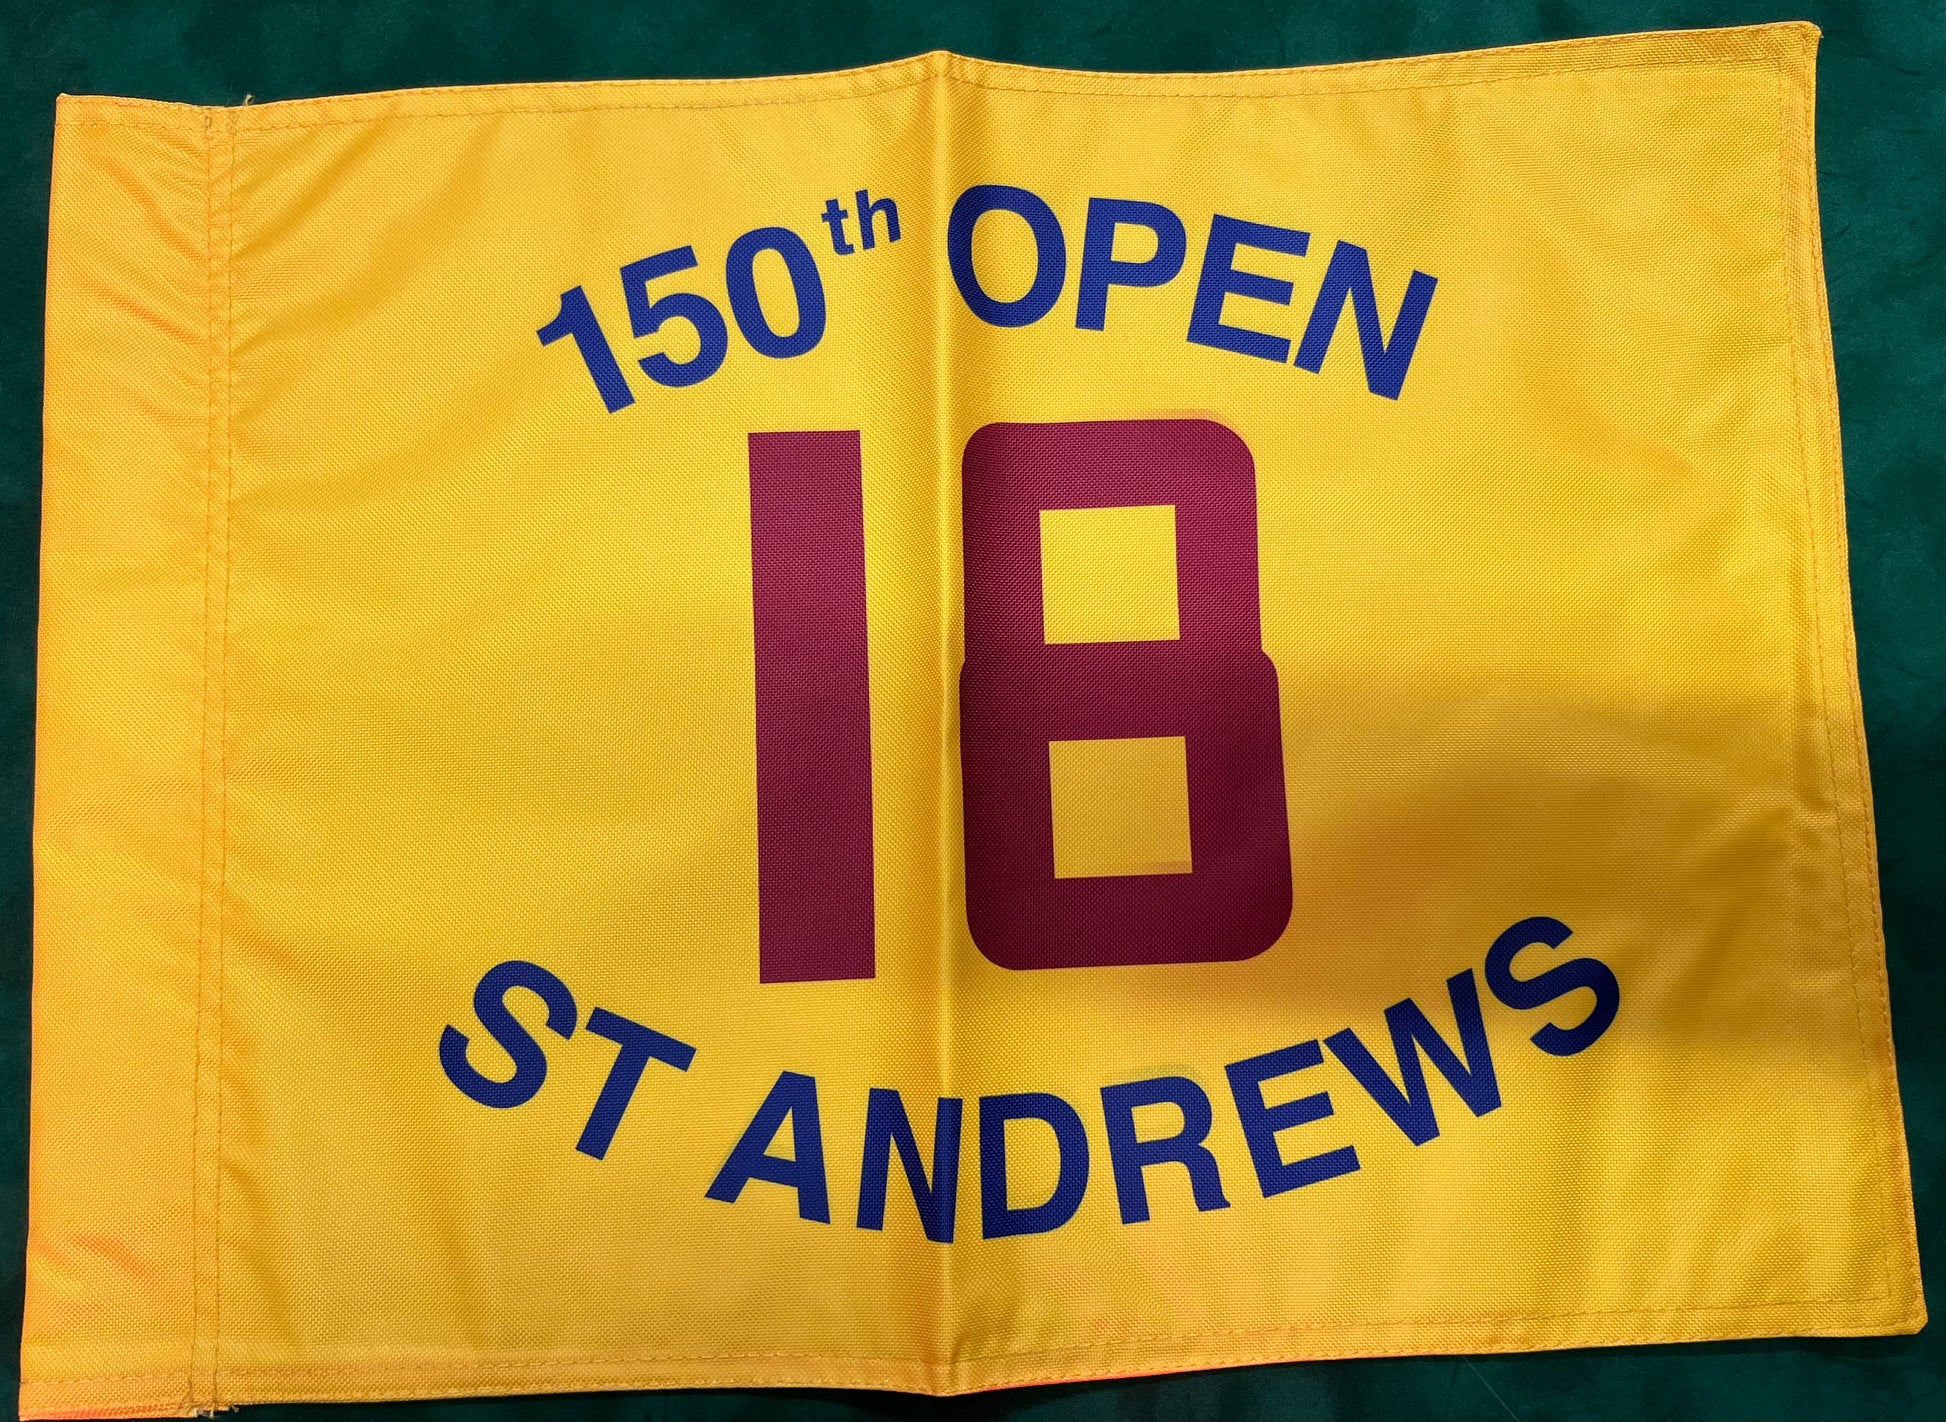 150th OPEN
18
ST ANDREWS